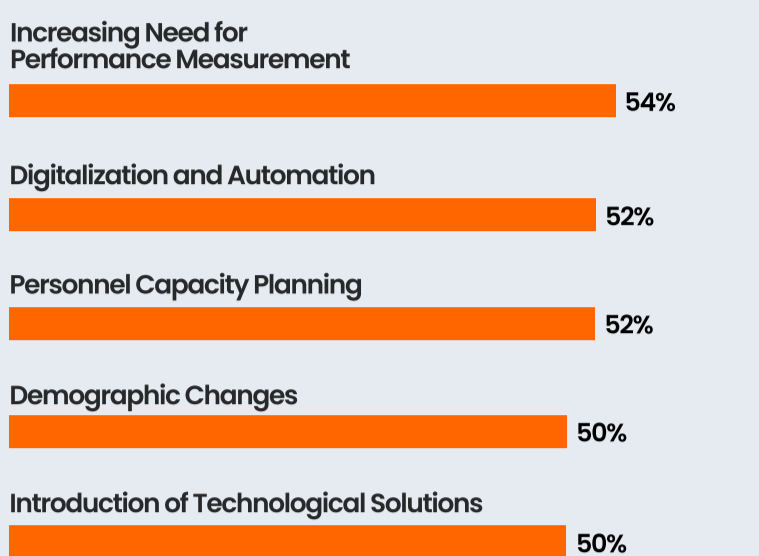 Increasing Need for
Performance Measurement
54%
Digitalization and Automation
52%
Personnel Capacity Planning
52%
Demographic Changes
50%
Introduction of Technological Solutions
50%